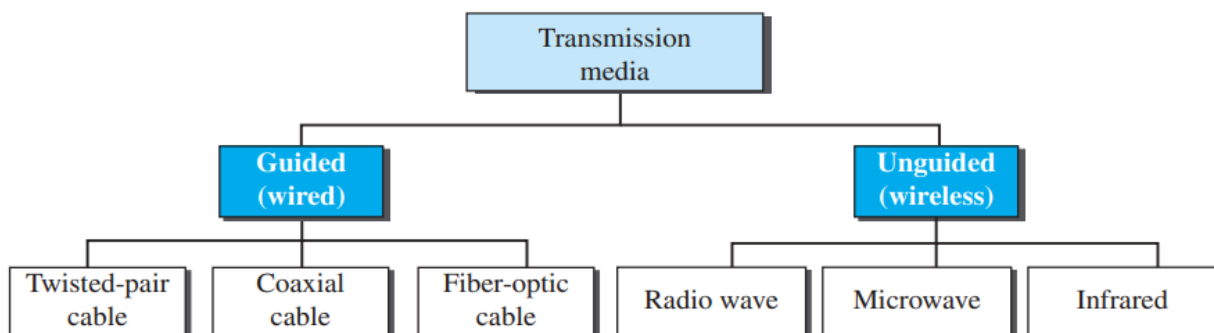 Transmission
media
Guided
(wired)
Unguided
(wireless)
Twisted-pair
cable
Coaxial
cable
Fiber-optic
cable
Radio wave
Microwave
Infrared